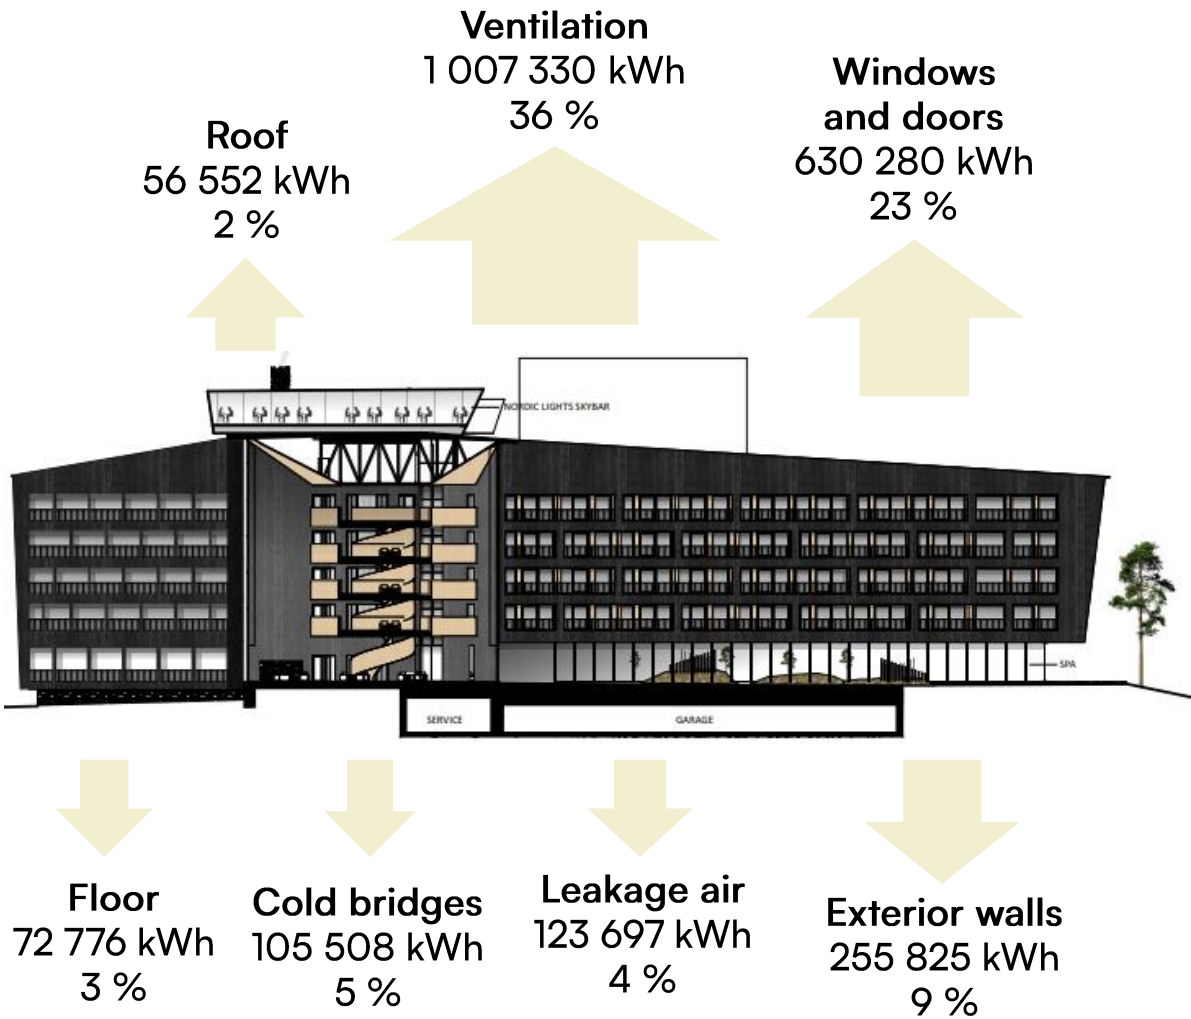 Ventilation
1 007 330 kWh
36 %
Windows
and doors
630 280 kWh
23 %
Roof
56 552 kWh
2 %
NORDIC LIGHTS SKYBAR
SPA
SERVICE
GARAGE
Floor
72 776 kWh
3 %
Cold bridges
105 508 kWh
5 %
Leakage air
123 697 kWh
4 %
Exterior walls
255 825 kWh
9 %